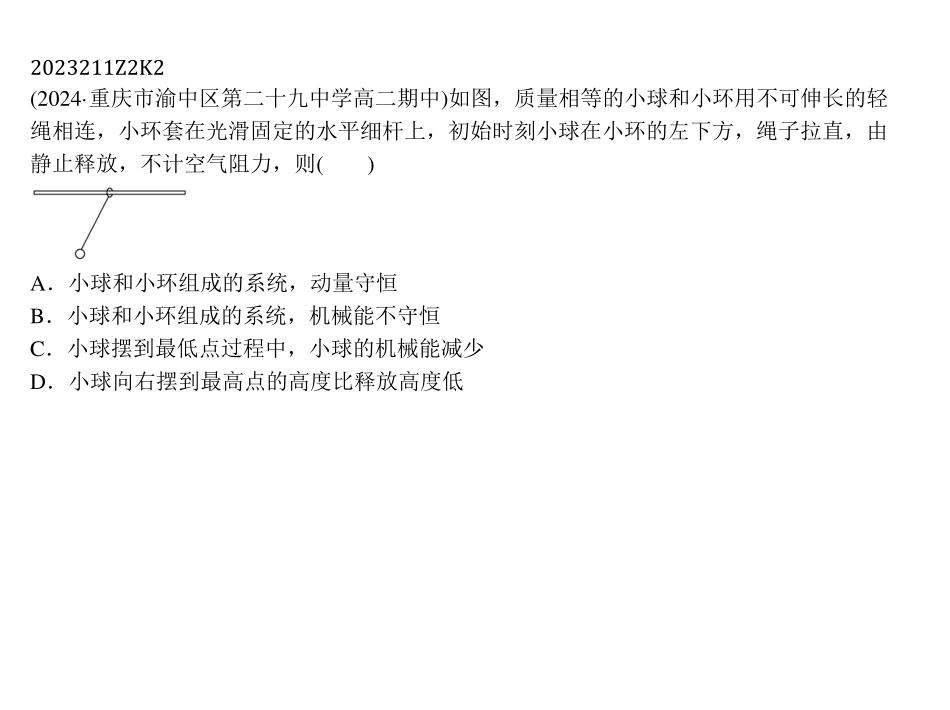 2023211Z2K2
(2024·重庆市渝中区第二十九中学高二期中)如图，质量相等的小球和小环用不可伸长的轻
绳相连，小环套在光滑固定的水平细杆上，初始时刻小球在小环的左下方，绳子拉直，由
静止释放，不计空气阻力，则(　　)
A．小球和小环组成的系统，动量守恒
B．小球和小环组成的系统，机械能不守恒
C．小球摆到最低点过程中，小球的机械能减少
D．小球向右摆到最高点的高度比释放高度低